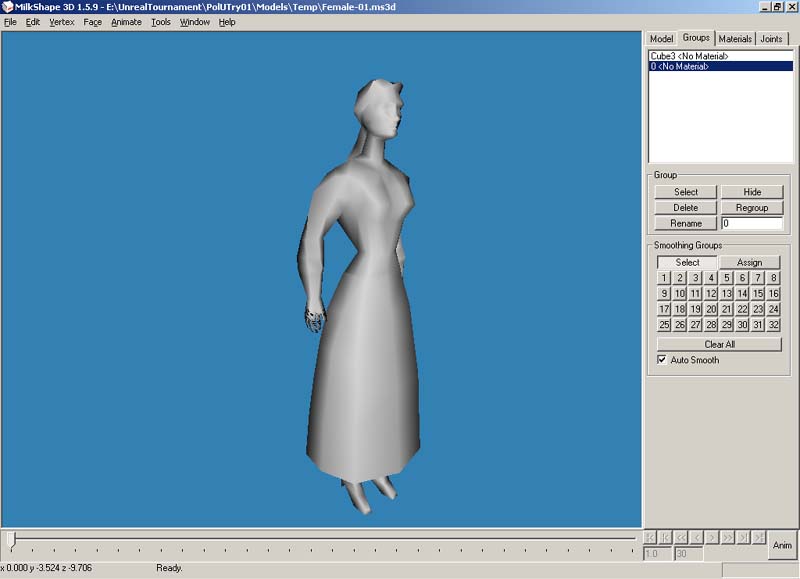 MilkShape 3D 1.5.9 - E:\UnrealTournament\PolUTry01\Models\Temp\Female-01.ms3d
File Edit Vertex Face Animate Tools Window Help
Model Groups Materials Joints
Cube3 <No Material>
0 <No Material>
Group
Select Hide
Delete Regroup
Rename 0
Smoothing Groups
Select Assign
1 2 3 4 5 6 7 8
9 10 11 12 13 14 15 16
17 18 19 20 21 22 23 24
25 26 27 28 29 30 31 32
Clear All
Auto Smooth
1.0 30 Anim
x 0.000 y -3.524 z -9.706 Ready.